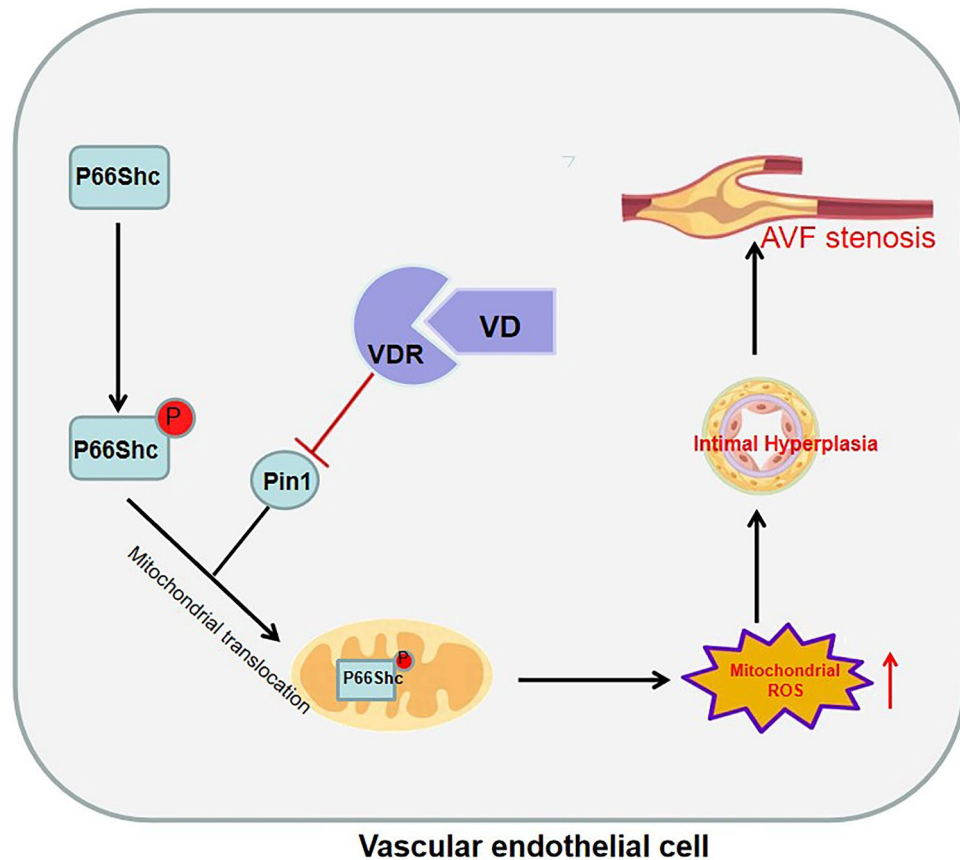 P66Shc
AVF stenosis
VDR
VD
P66Shc
P
Pin1
Intimal Hyperplasia
Mitochondrial translocation
P66Shc
P
Mitochondrial
ROS
Vascular endothelial cell